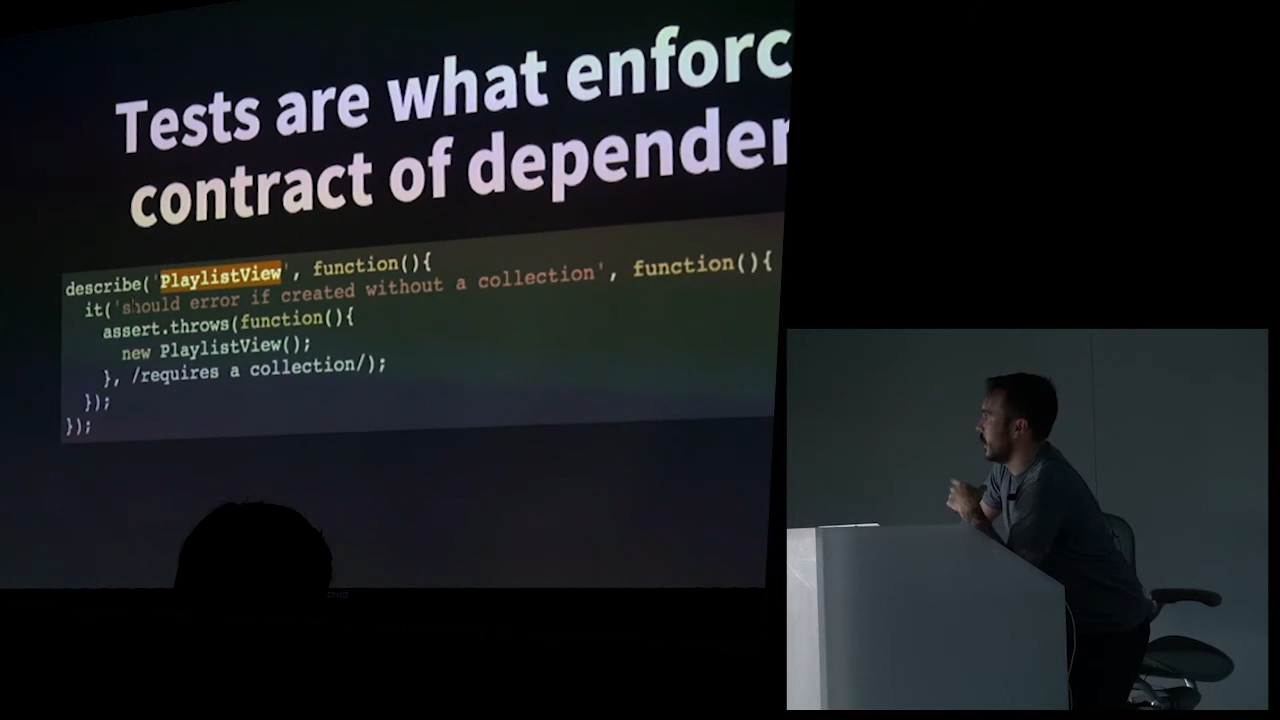 Tests are what enforc
contract of depender
describe('PlaylistView', function(){
it('should error if created without a collection', function(){
assert.throws(function(){
new PlaylistView();
}, /requires a collection/);
});
});